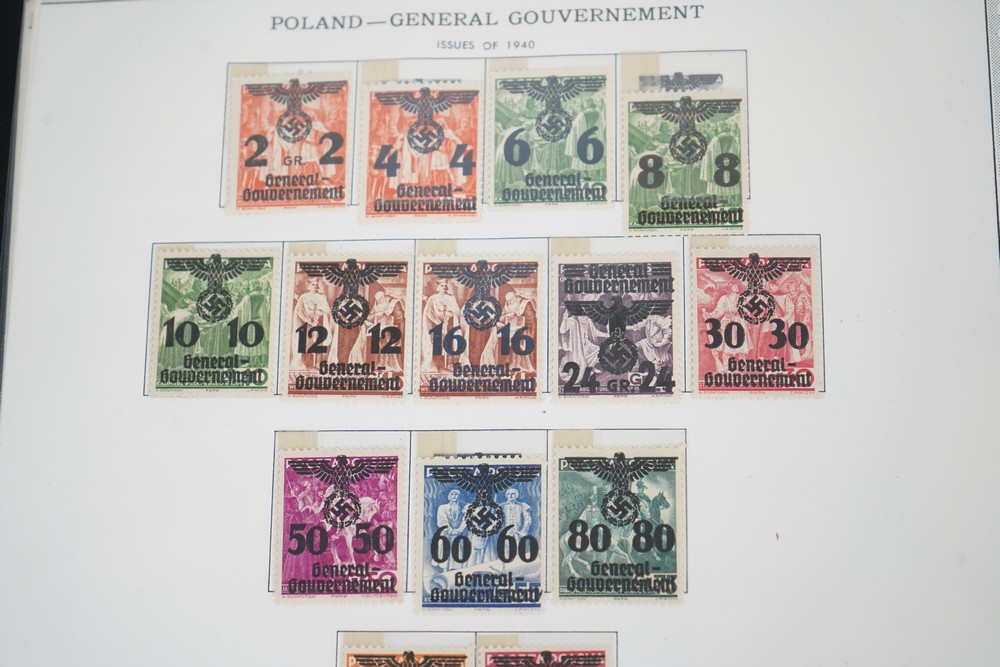 POLAND—GENERAL GOUVERNEMENT
ISSUES OF 1940
2 GR. 2
General-
Gouvernement
4 4
General-
Gouvernement
6 6
General-
Gouvernement
8 8
General-
Gouvernement
10 10
General-
Gouvernement
12 12
General-
Gouvernement
16 16
General-
Gouvernement
General
Gouvernement
24 GR 24
30 30
General-
Gouvernement
50 50
General-
Gouvernement
60 60
General-
Gouvernement
80 80
General-
Gouvernement